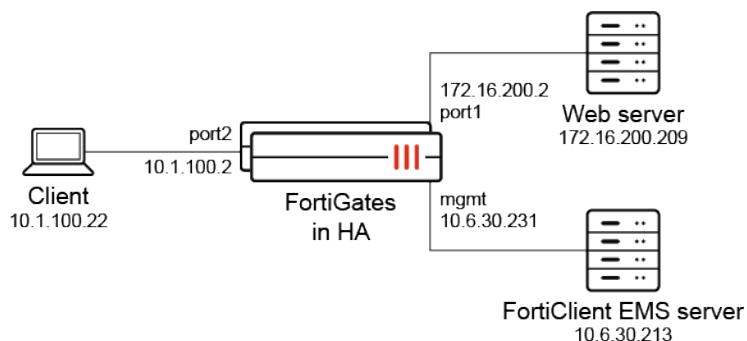 172.16.200.2
port1
Web server
172.16.200.209
port2
10.1.100.2
Client
10.1.100.22
FortiGates
in HA
mgmt
10.6.30.231
FortiClient EMS server
10.6.30.213